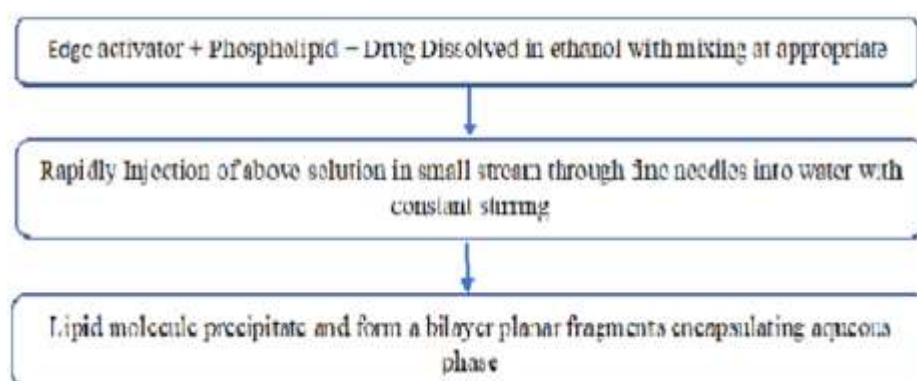 Edge activator + Phospholipid – Drug Dissolved in ethanol with mixing at appropriate
Rapidly Injection of above solution in small stream through fine needles into water with
constant stirring
Lipid molecule precipitate and form a bilayer planar fragments encapsulating aqueous
phase